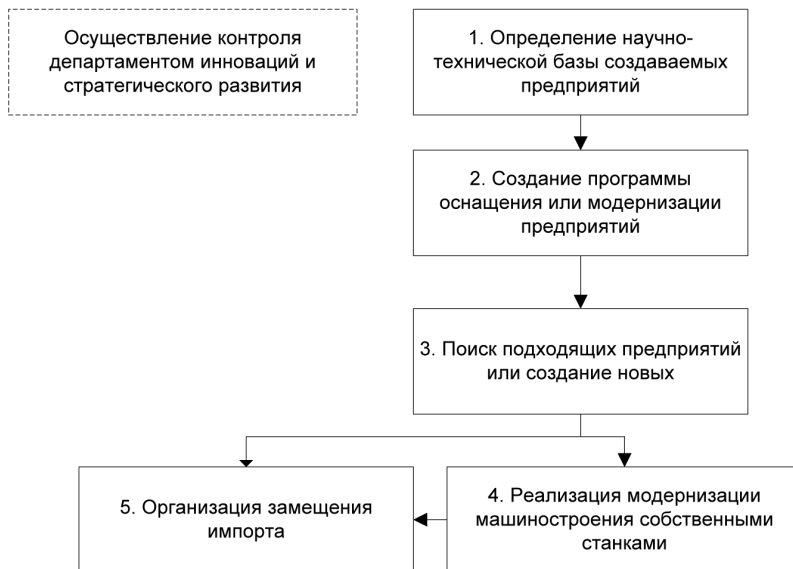 Осуществление контроля
департаментом инноваций и
стратегического развития
1. Определение научно-
технической базы создаваемых
предприятий
2. Создание программы
оснащения или модернизации
предприятий
3. Поиск подходящих предприятий
или создание новых
5. Организация замещения
импорта
4. Реализация модернизации
машиностроения собственными
станками